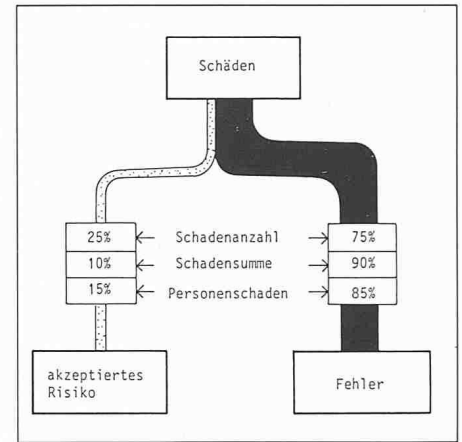 Schäden
25% Schadenanzahl 75%
10% Schadensumme 90%
15% Personenschaden 85%
akzeptiertes
Risiko
Fehler